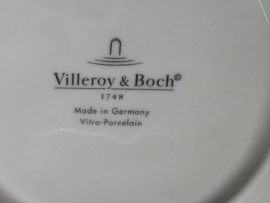 Villeroy & Boch©
1748
Made in Germany
Vitro-Porcelain